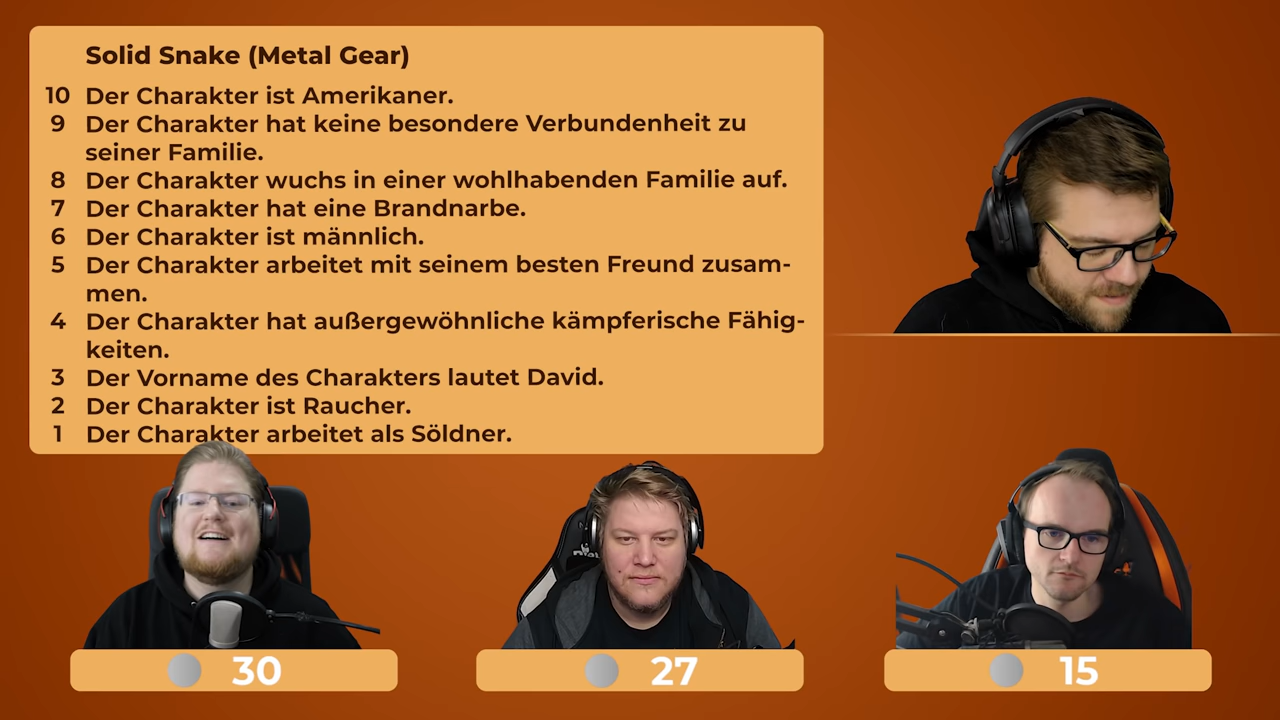 Solid Snake (Metal Gear)
10 Der Charakter ist Amerikaner.
9 Der Charakter hat keine besondere Verbundenheit zu
seiner Familie.
8 Der Charakter wuchs in einer wohlhabenden Familie auf.
7 Der Charakter hat eine Brandnarbe.
6 Der Charakter ist männlich.
5 Der Charakter arbeitet mit seinem besten Freund zusam-
men.
4 Der Charakter hat außergewöhnliche kämpferische Fähig-
keiten.
3 Der Vorname des Charakters lautet David.
2 Der Charakter ist Raucher.
1 Der Charakter arbeitet als Söldner.
30
27
15